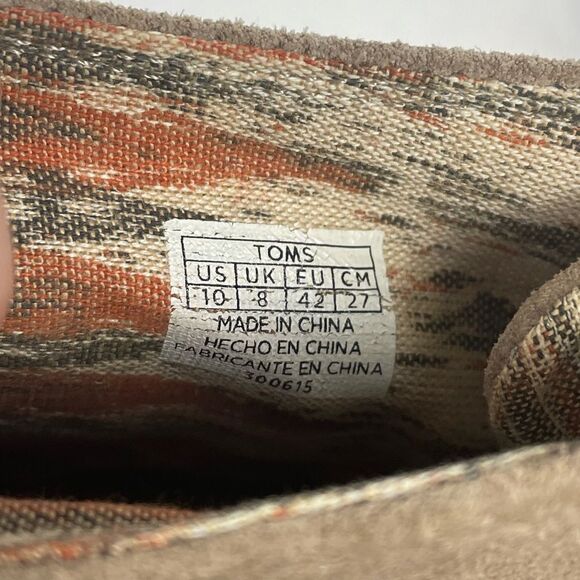 TOMS
US UK EU CM
10 8 42 27
MADE IN CHINA
HECHO EN CHINA
FABRICANTE EN CHINA
300615